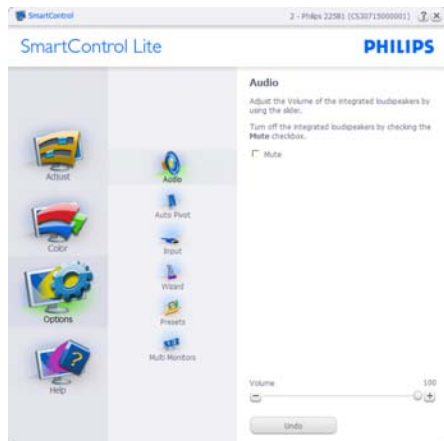 SmartControl
2 - Philips 225B1 (CS30715000001)
SmartControl Lite
PHILIPS
Adjust
Color
Options
Help
Audio
Auto Pivot
Input
Wizard
Presets
Multi Monitors
Audio
Adjust the Volume of the integrated loudspeakers by
using the slider.
Turn off the integrated loudspeakers by checking the
Mute checkbox.
Mute
Volume 100
Undo